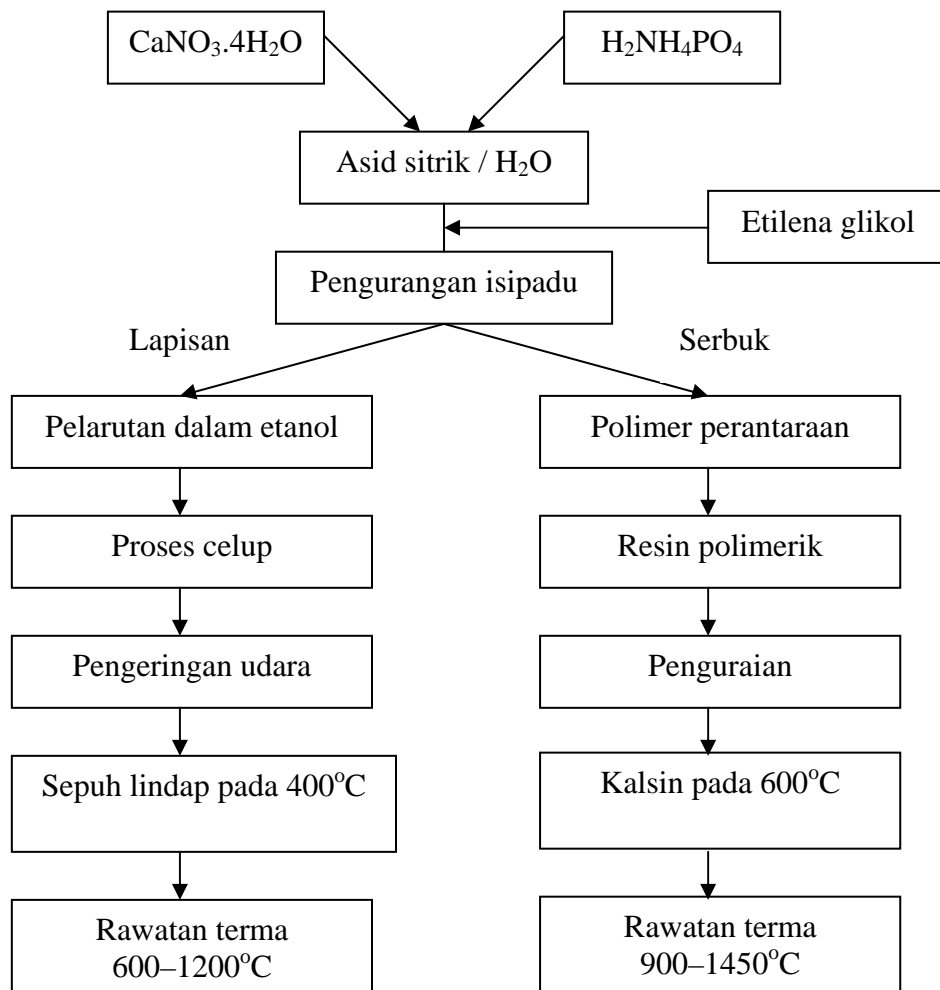 CaNO₃.4H₂O
H₂NH₄PO₄
Asid sitrik / H₂O
Etilena glikol
Pengurangan isipadu
Lapisan
Serbuk
Pelarutan dalam etanol
Polimer perantaraan
Proses celup
Resin polimerik
Pengeringan udara
Penguraian
Sepuh lindap pada 400°C
Kalsin pada 600°C
Rawatan terma
600–1200°C
Rawatan terma
900–1450°C